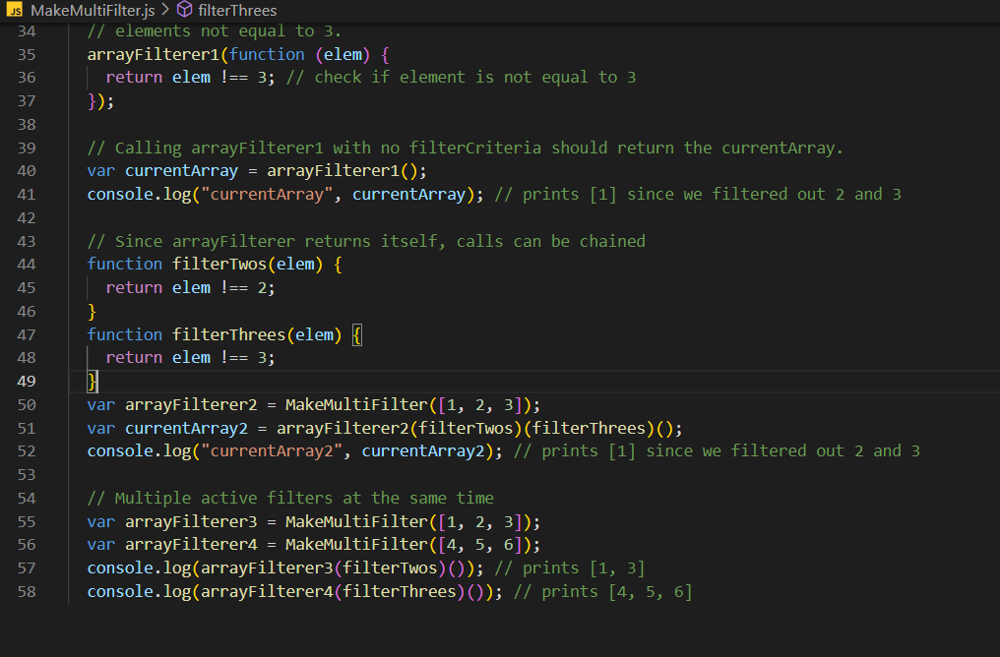 JS MakeMultiFilter.js > filterThrees
34 // elements not equal to 3.
35 arrayFilterer1(function (elem) {
36 return elem !== 3; // check if element is not equal to 3
37 });
38
39 // Calling arrayFilterer1 with no filterCriteria should return the currentArray.
40 var currentArray = arrayFilterer1();
41 console.log("currentArray", currentArray); // prints [1] since we filtered out 2 and 3
42
43 // Since arrayFilterer returns itself, calls can be chained
44 function filterTwos(elem) {
45 return elem !== 2;
46 }
47 function filterThrees(elem) {
48 return elem !== 3;
49 }
50 var arrayFilterer2 = MakeMultiFilter([1, 2, 3]);
51 var currentArray2 = arrayFilterer2(filterTwos)(filterThrees)();
52 console.log("currentArray2", currentArray2); // prints [1] since we filtered out 2 and 3
53
54 // Multiple active filters at the same time
55 var arrayFilterer3 = MakeMultiFilter([1, 2, 3]);
56 var arrayFilterer4 = MakeMultiFilter([4, 5, 6]);
57 console.log(arrayFilterer3(filterTwos)()); // prints [1, 3]
58 console.log(arrayFilterer4(filterThrees)()); // prints [4, 5, 6]